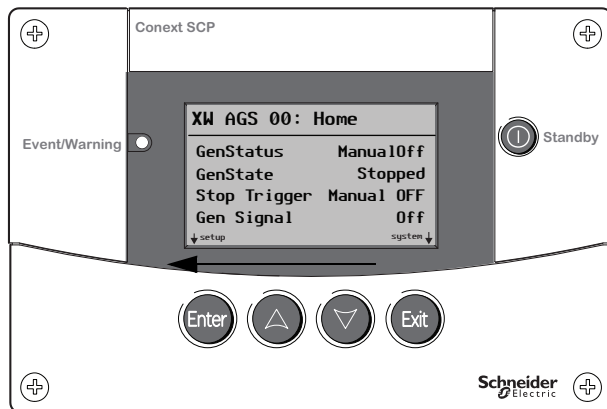 Conext SCP
Event/Warning
Standby
XW AGS 00: Home
GenStatus ManualOff
GenState Stopped
Stop Trigger Manual OFF
Gen Signal Off
setup system
Enter Exit
Schneider
Electric